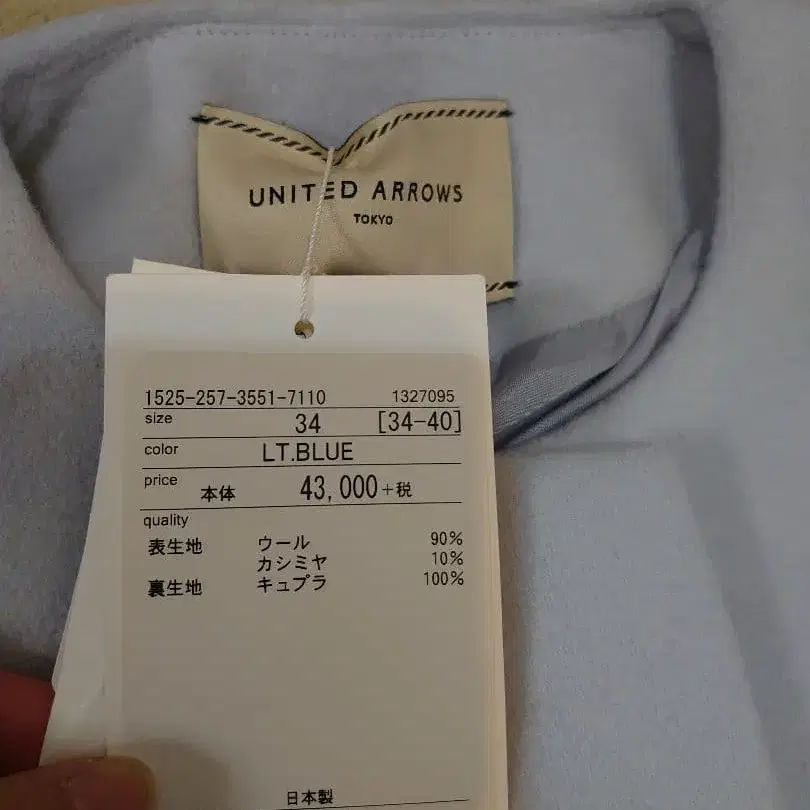 UNITED ARROWS
TOKYO
1525-257-3551-7110 1327095
size 34 [34-40]
color LT.BLUE
price 本体 43,000+税
quality
表生地 ウール 90%
カシミヤ 10%
裏生地 キュプラ 100%
日本製